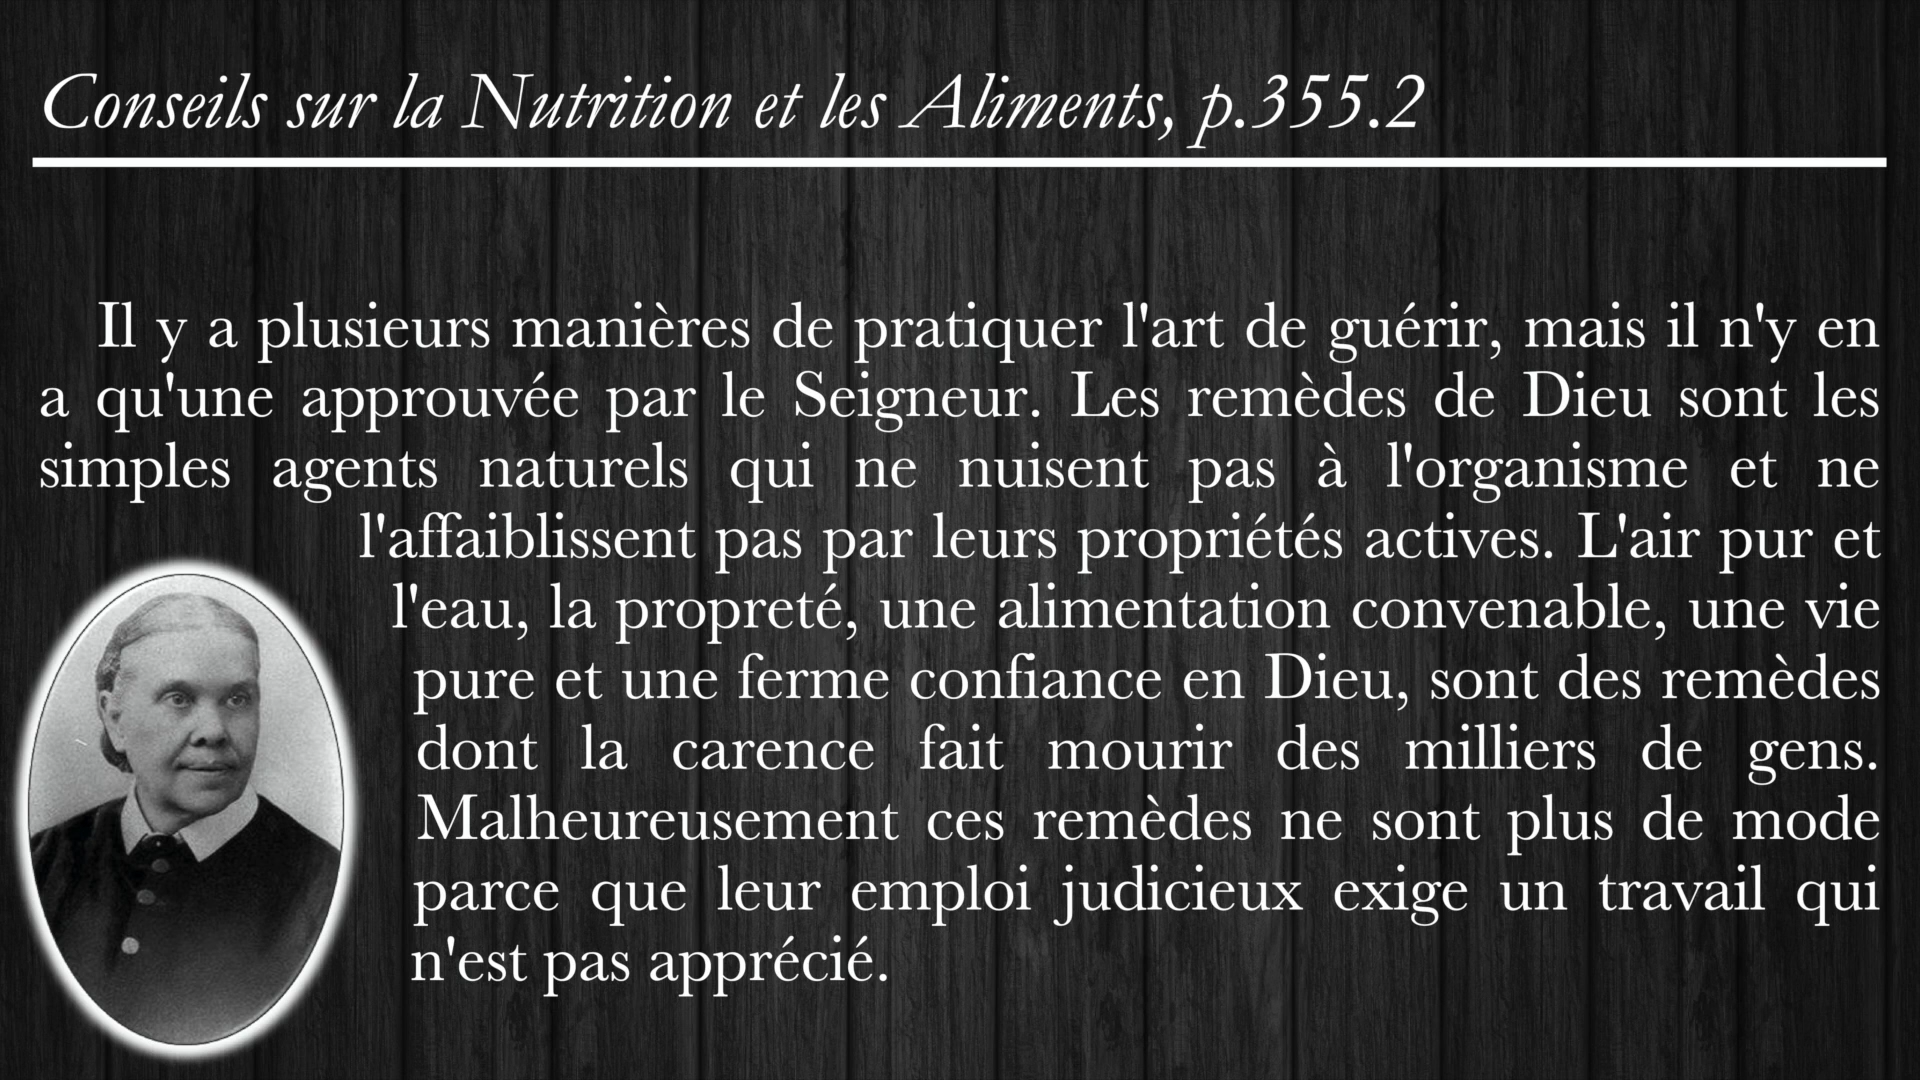 Conseils sur la Nutrition et les Aliments, p.355.2
Il y a plusieurs manières de pratiquer l'art de guérir, mais il n'y en
a qu'une approuvée par le Seigneur. Les remèdes de Dieu sont les
simples agents naturels qui ne nuisent pas à l'organisme et ne
l'affaiblissent pas par leurs propriétés actives. L'air pur et
l'eau, la propreté, une alimentation convenable, une vie
pure et une ferme confiance en Dieu, sont des remèdes
dont la carence fait mourir des milliers de gens.
Malheureusement ces remèdes ne sont plus de mode
parce que leur emploi judicieux exige un travail qui
n'est pas apprécié.